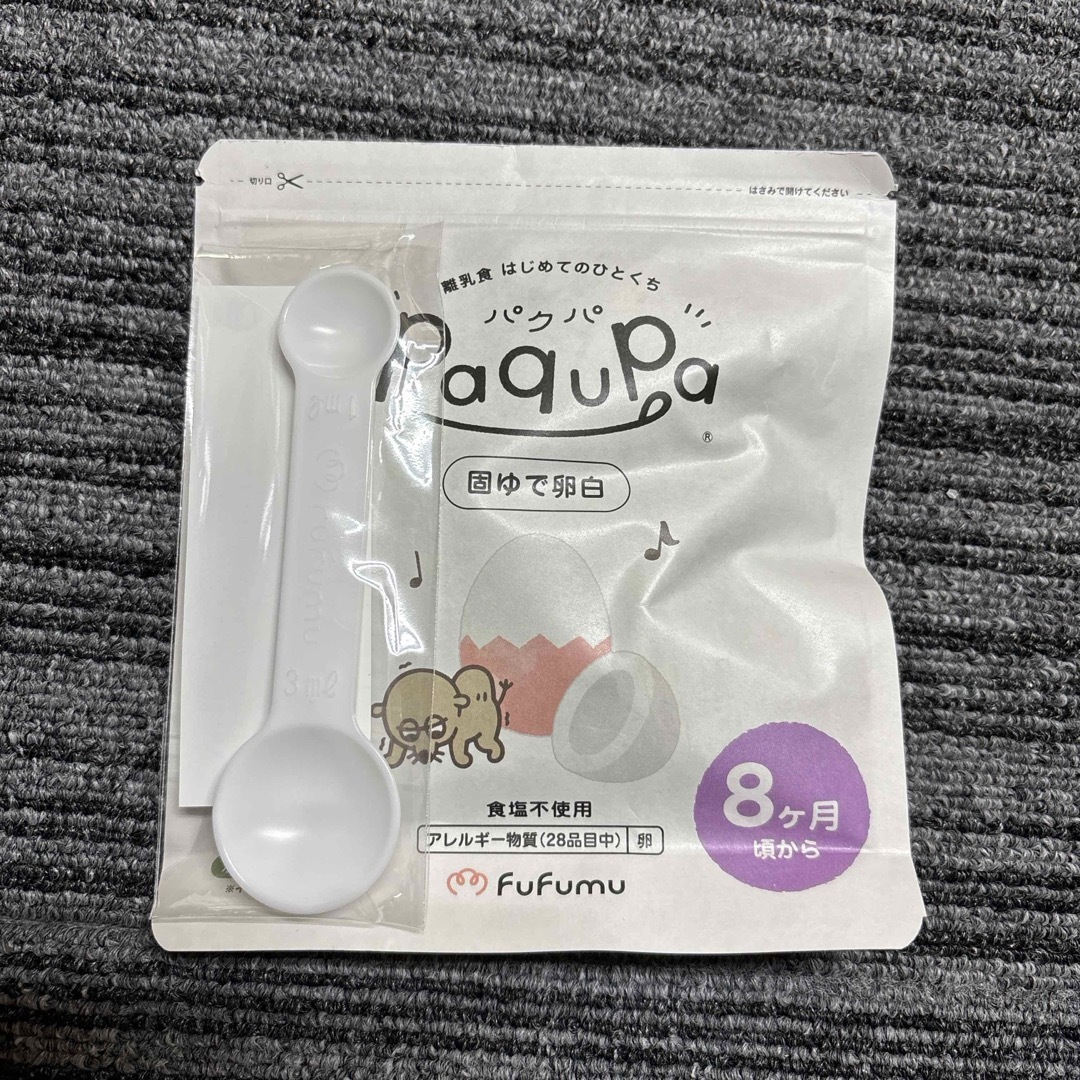 切り口
はさみで開けてください
離乳食 はじめてのひとくち
パクパ
PaquPa
®
固ゆで卵白
1ml
fufumu
3ml
食塩不使用
アレルギー物質(28品目中) 卵
fufumu
8ヶ月
頃から